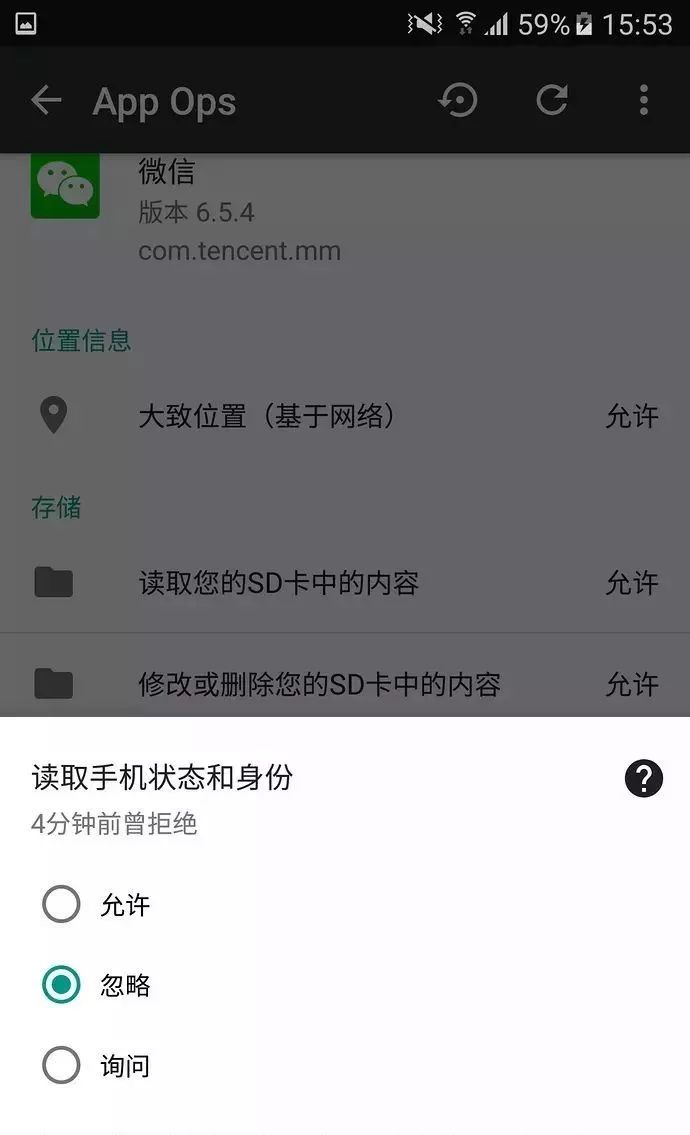 59% 15:53
App Ops
微信
版本 6.5.4
com.tencent.mm
位置信息
大致位置（基于网络） 允许
存储
读取您的SD卡中的内容 允许
修改或删除您的SD卡中的内容 允许
读取手机状态和身份
4分钟前曾拒绝
允许
忽略
询问